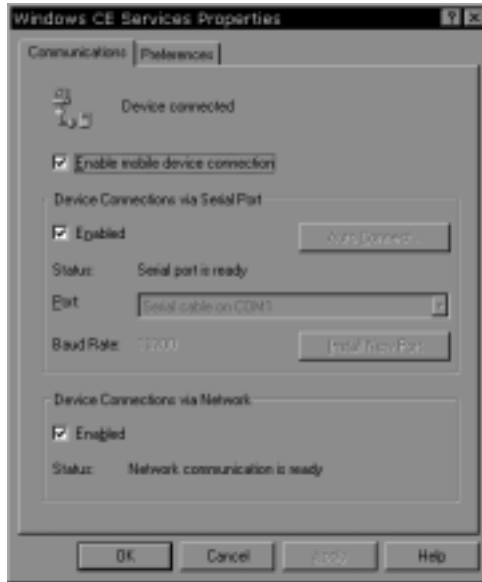 Windows CE Services Properties
Communications Preferences
Device connected
Enable mobile device connection
Device Connections via Serial Port
Enabled Auto Connect...
Status: Serial port is ready
Port: Serial cable on COM1
Baud Rate: 19200 Install New Port
Device Connections via Network
Enabled
Status: Network communication is ready
OK Cancel Apply Help